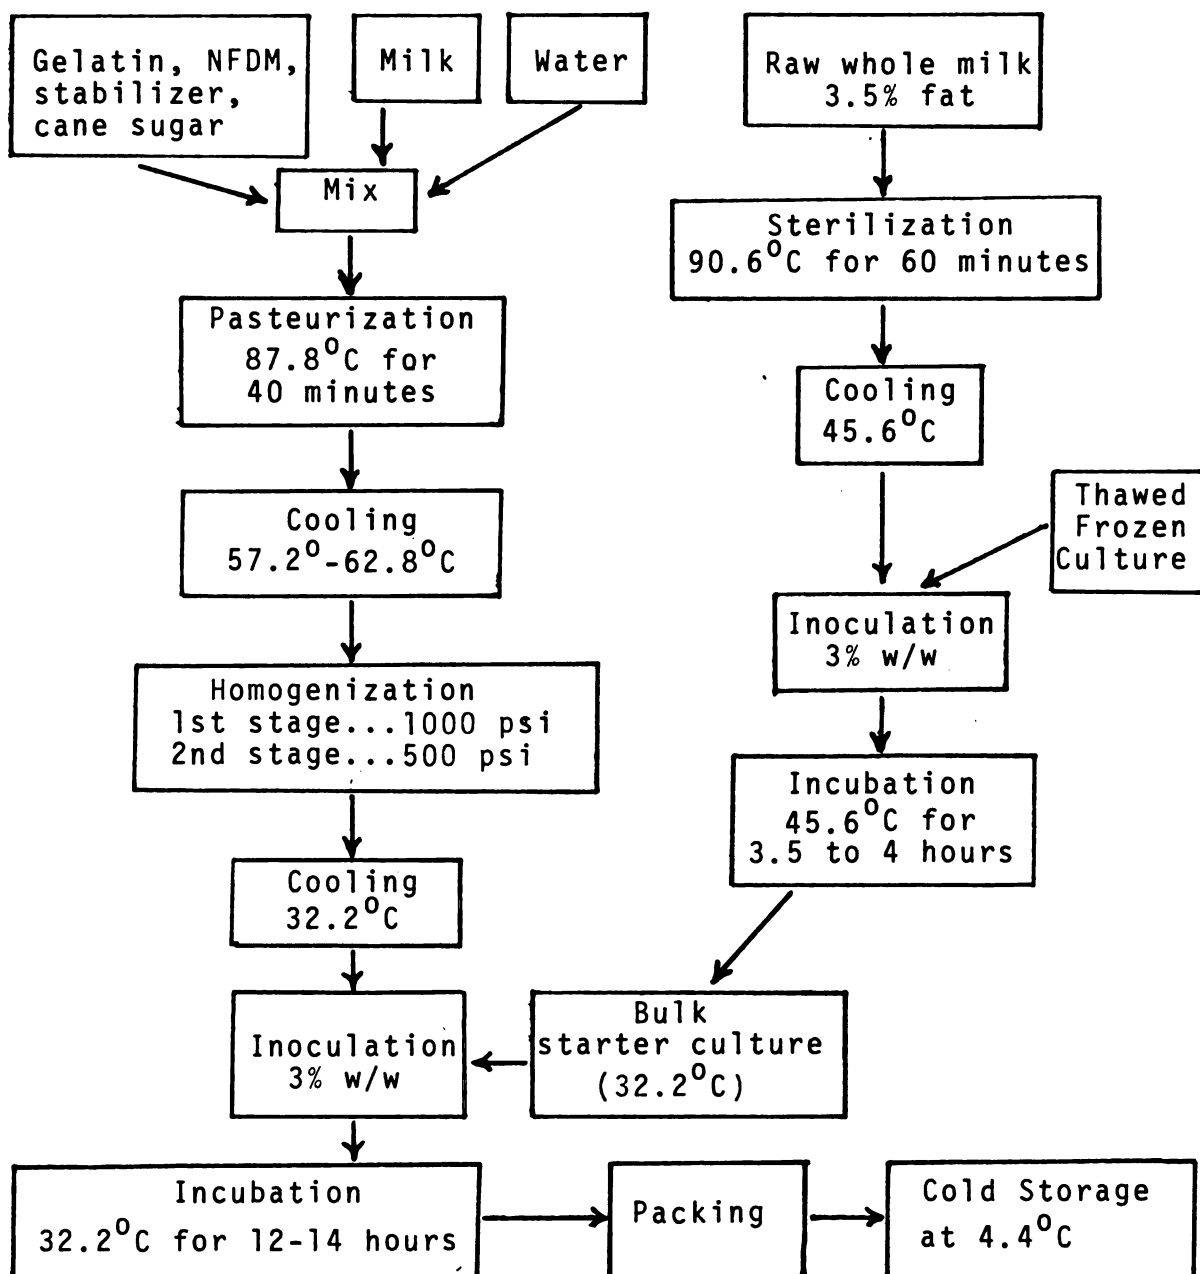 Gelatin, NFDM,
stabilizer,
cane sugar
Milk
Water
Raw whole milk
3.5% fat
Mix
Sterilization
90.6°C for 60 minutes
Pasteurization
87.8°C for
40 minutes
Cooling
45.6°C
Thawed
Frozen
Culture
Cooling
57.2°-62.8°C
Inoculation
3% w/w
Homogenization
1st stage...1000 psi
2nd stage...500 psi
Incubation
45.6°C for
3.5 to 4 hours
Cooling
32.2°C
Bulk
starter culture
(32.2°C)
Inoculation
3% w/w
Incubation
32.2°C for 12-14 hours
Packing
Cold Storage
at 4.4°C